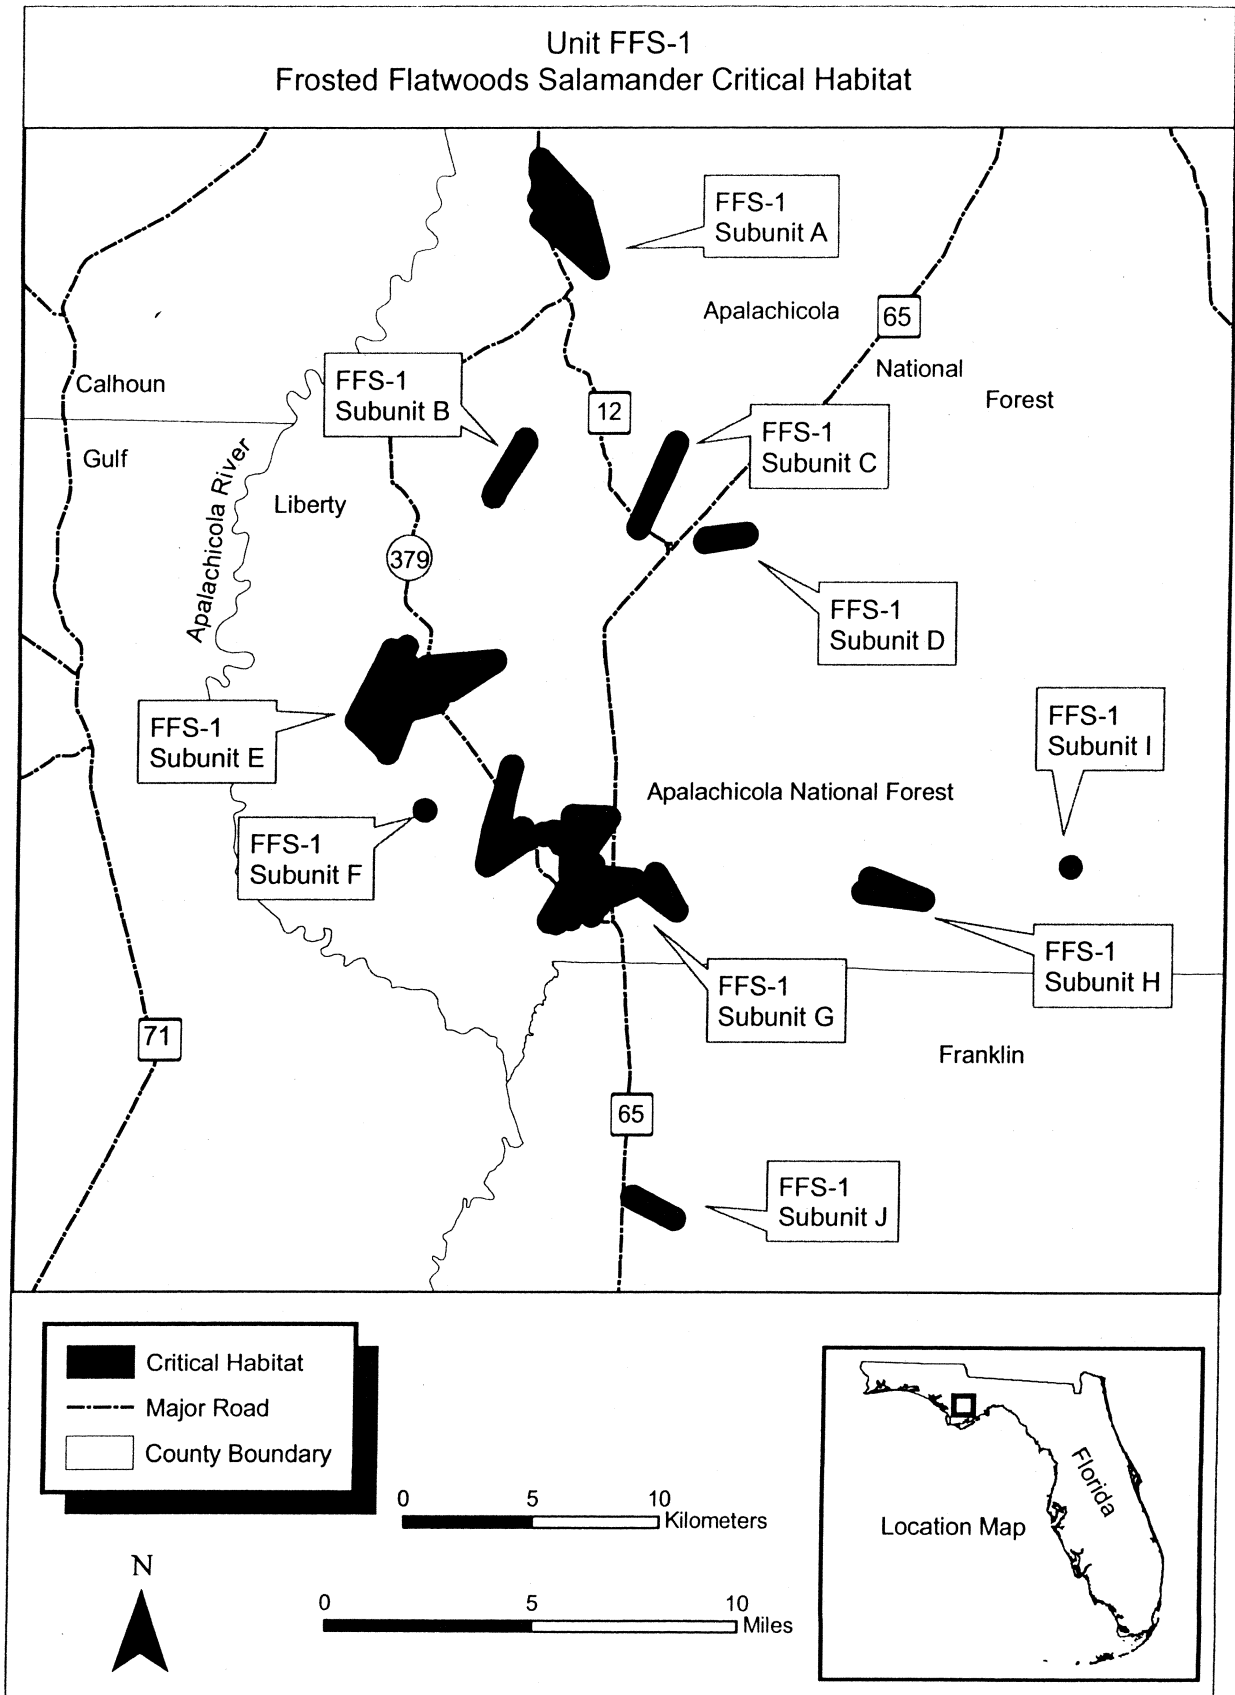 Unit FFS-1
Frosted Flatwoods Salamander Critical Habitat
FFS-1
Subunit A
Apalachicola
65
National
Forest
Calhoun
FFS-1
Subunit B
12
FFS-1
Subunit C
Gulf
Apalachicola River
Liberty
379
FFS-1
Subunit D
FFS-1
Subunit E
FFS-1
Subunit I
Apalachicola National Forest
FFS-1
Subunit F
FFS-1
Subunit H
FFS-1
Subunit G
71
Franklin
65
FFS-1
Subunit J
Critical Habitat
Major Road
County Boundary
0 5 10
Kilometers
N
0 5 10
Miles
Florida
Location Map